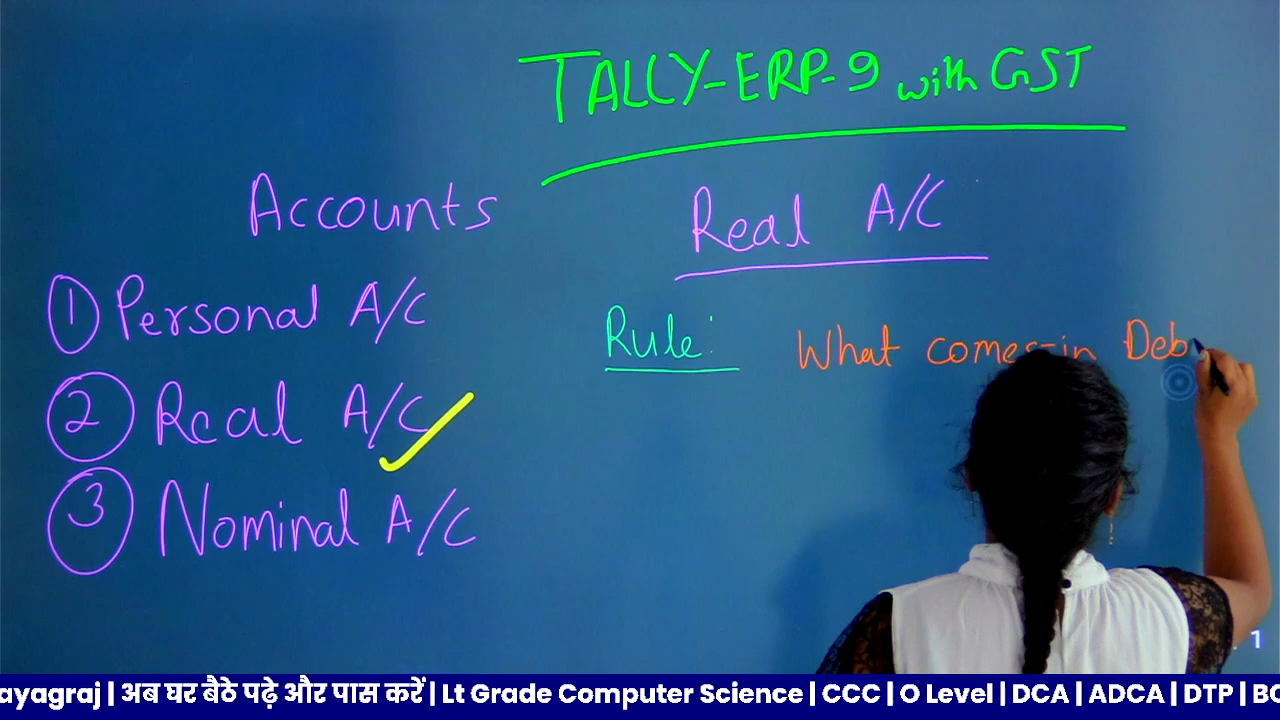 TALLY-ERP-9 with GST
Accounts
① Personal A/C
② Real A/C
③ Nominal A/C
Real A/C
Rule: What comes-in Deb
1
ayagraj | अब घर बैठे पढ़े और पास करें | Lt Grade Computer Science | CCC | O Level | DCA | ADCA | DTP | BC